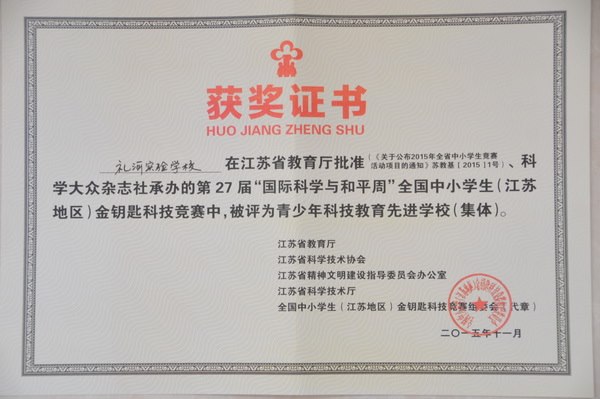 获奖证书
HUO JIANG ZHENG SHU
礼河实验学校 在江苏省教育厅批准(《关于公布2015年全省中小学生竞赛活动项目的通知》苏教基〔2015〕1号)、科
学大众杂志社承办的第27届“国际科学与和平周”全国中小学生(江苏
地区)金钥匙科技竞赛中,被评为青少年科技教育先进学校(集体)。
江苏省教育厅
江苏省科学技术协会
江苏省精神文明建设指导委员会办公室
江苏省科学技术厅
全国中小学生(江苏地区)金钥匙科技竞赛组委会(代章)
二〇一五年十一月